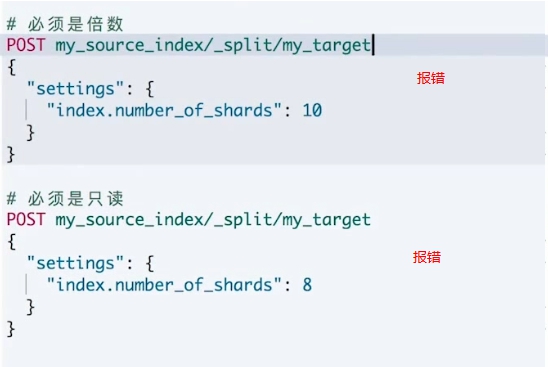 # 必须是倍数
POST my_source_index/_split/my_target
{
"settings": {
报错
"index.number_of_shards": 10
}
}
# 必须是只读
POST my_source_index/_split/my_target
{
"settings": {
报错
"index.number_of_shards": 8
}
}